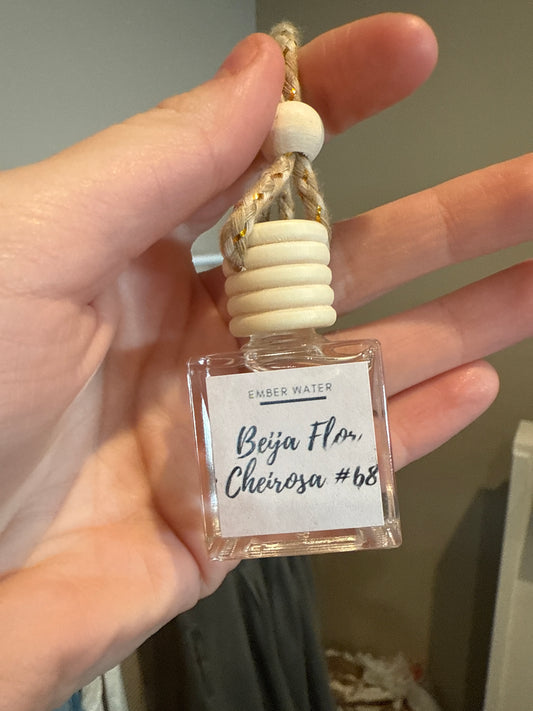 EMBER WATER
Beija Flor,
Cheirosa #68